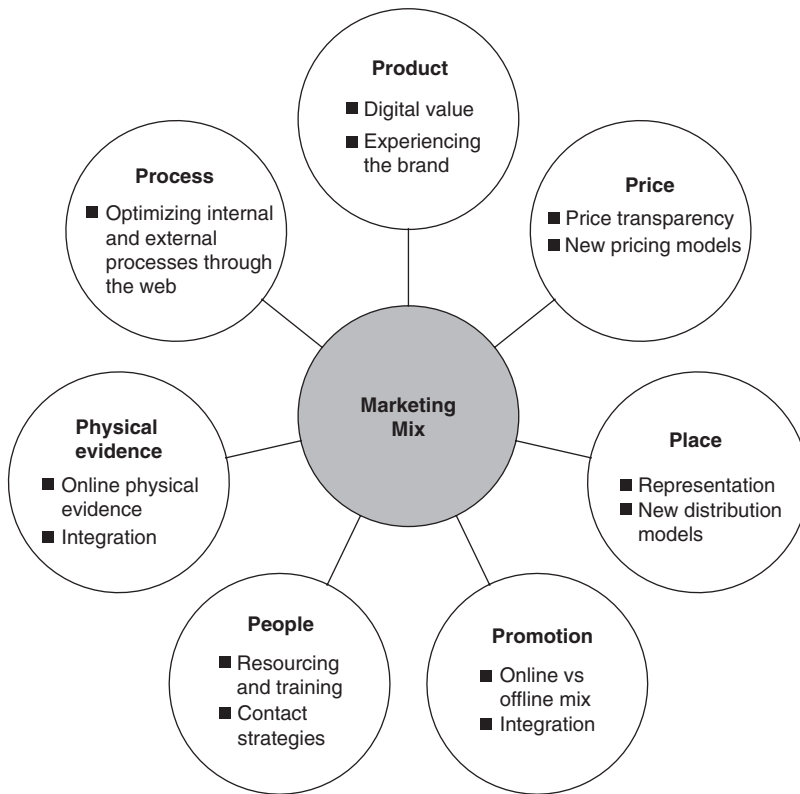 Product
■ Digital value
■ Experiencing
the brand
Price
■ Price transparency
■ New pricing models
Place
■ Representation
■ New distribution
models
Promotion
■ Online vs
offline mix
■ Integration
People
■ Resourcing
and training
■ Contact
strategies
Physical
evidence
■ Online physical
evidence
■ Integration
Process
■ Optimizing internal
and external
processes through
the web
Marketing
Mix